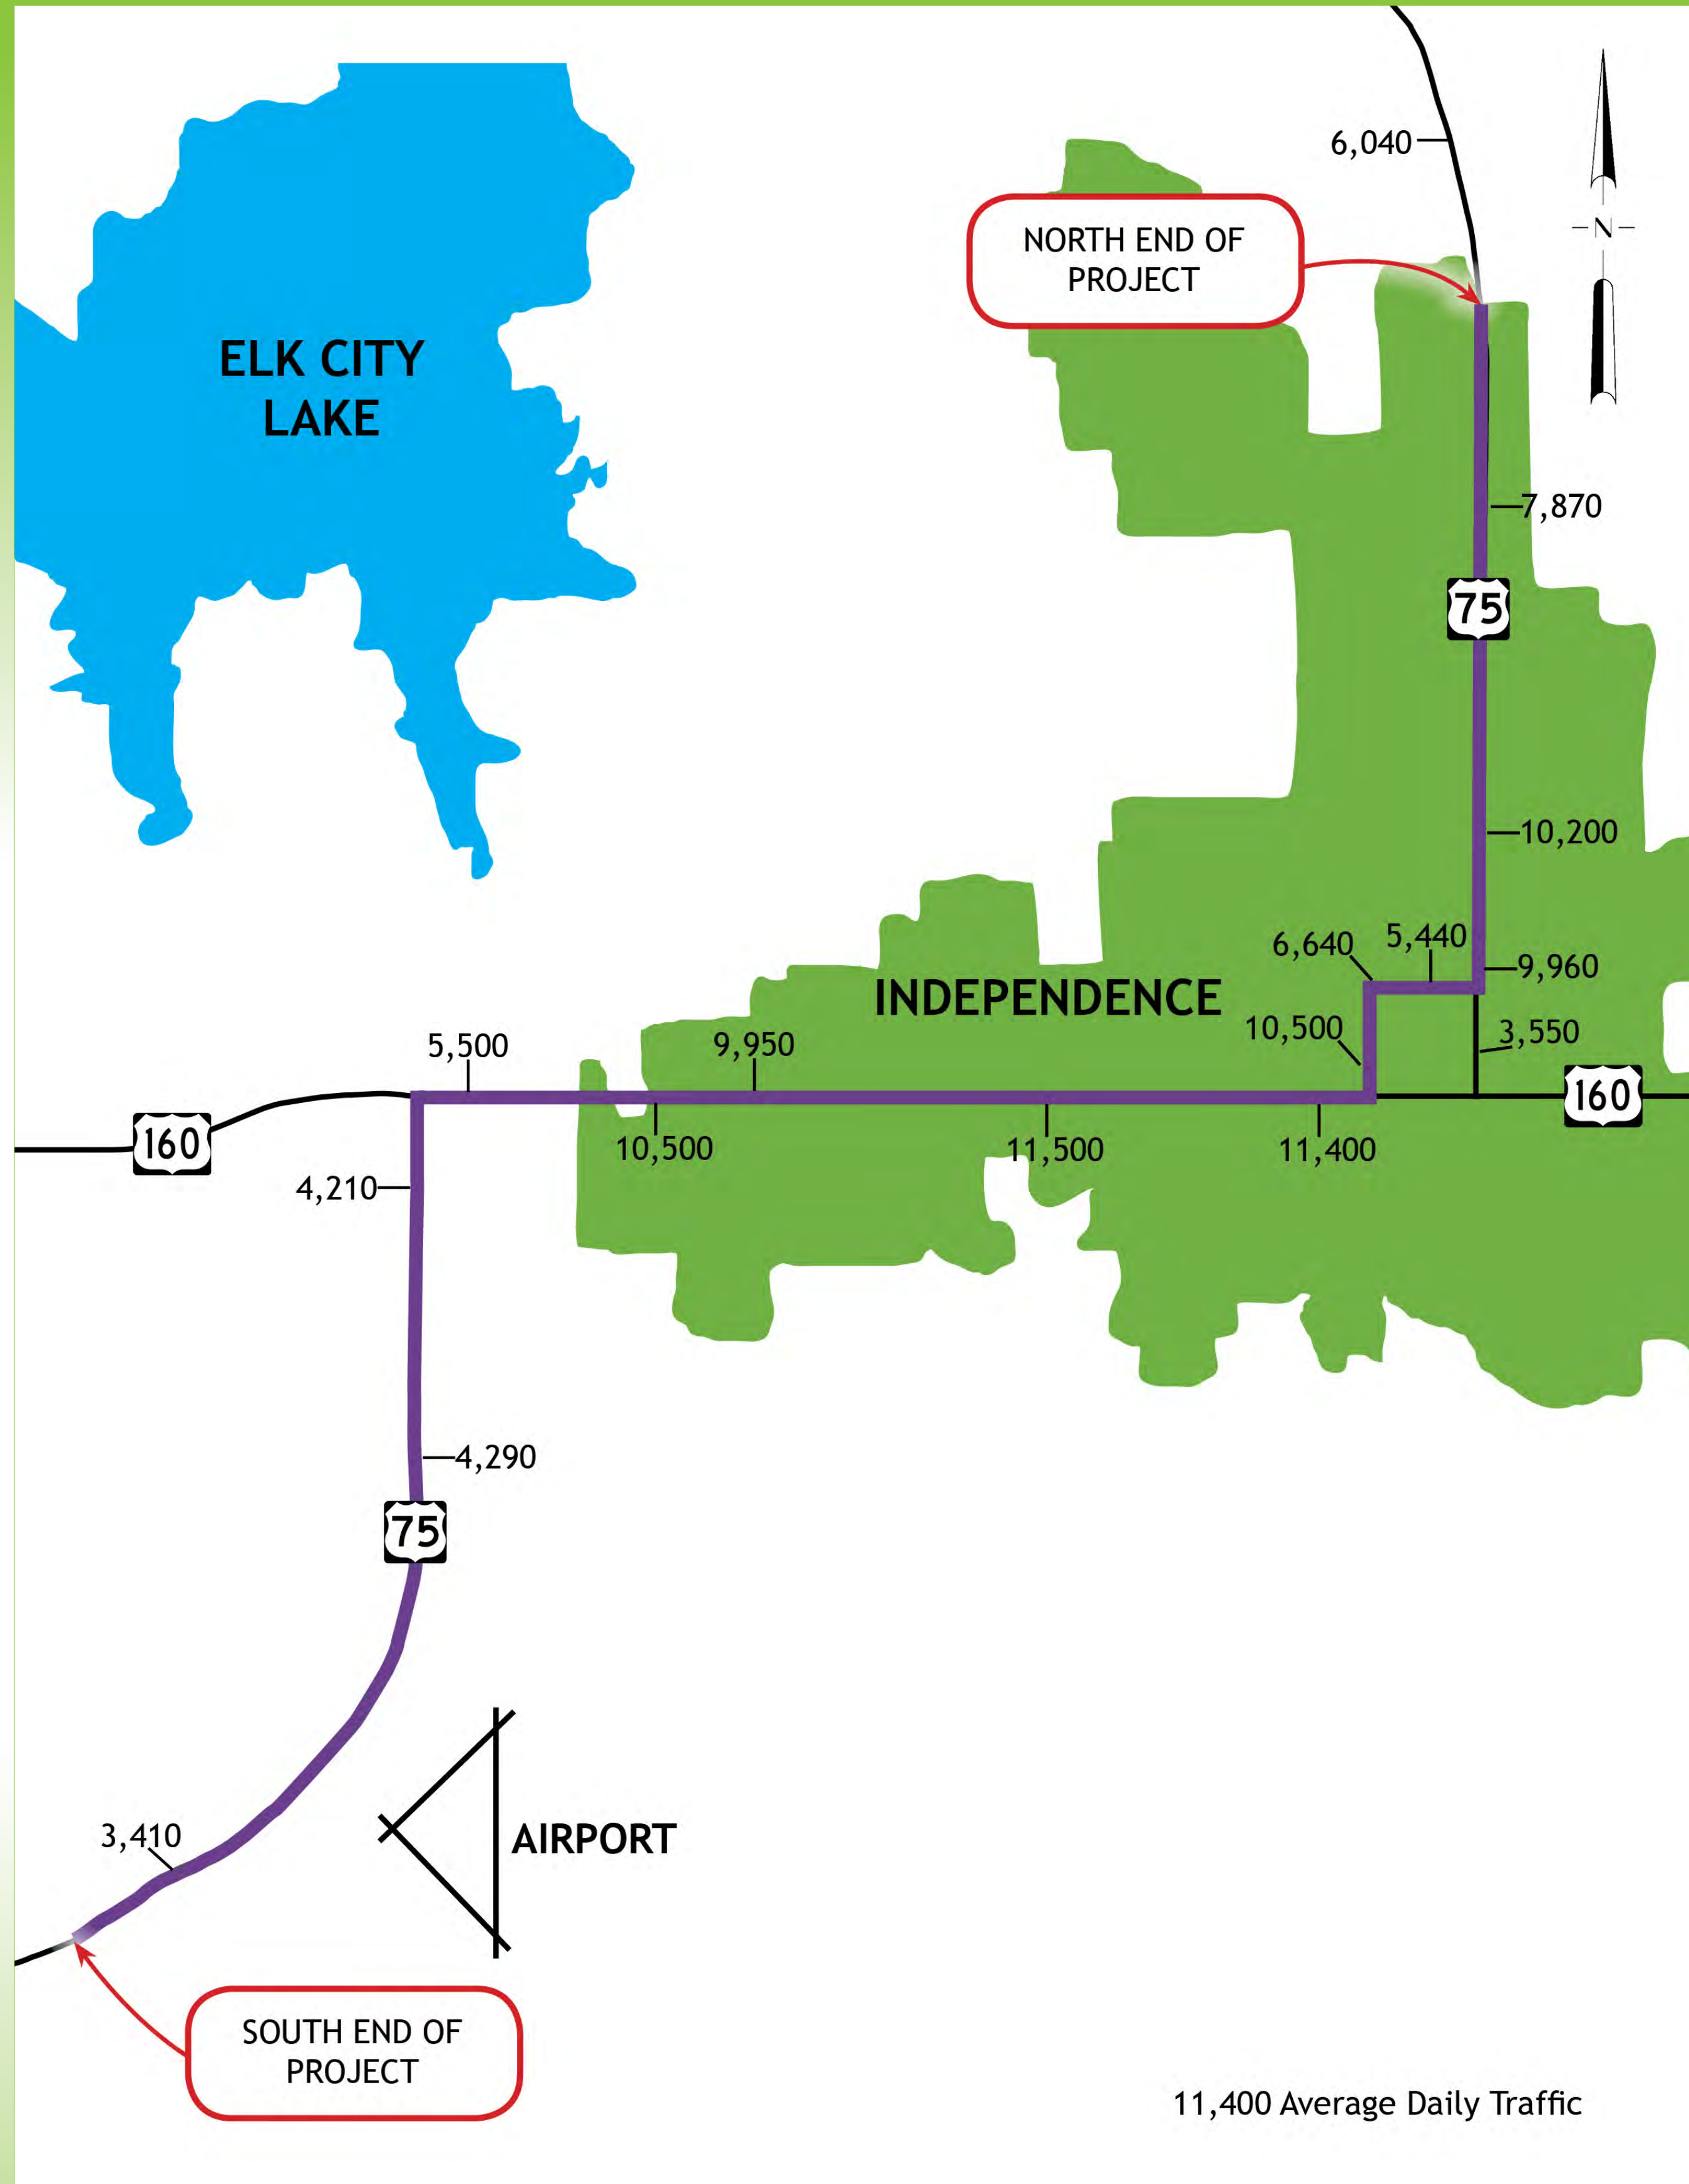 6,040
NORTH END OF
PROJECT
N
ELK CITY
LAKE
7,870
75
10,200
6,640
5,440
9,960
INDEPENDENCE
10,500
3,550
5,500
9,950
160
160
10,500
11,500
11,400
4,210
4,290
75
3,410
AIRPORT
SOUTH END OF
PROJECT
11,400 Average Daily Traffic